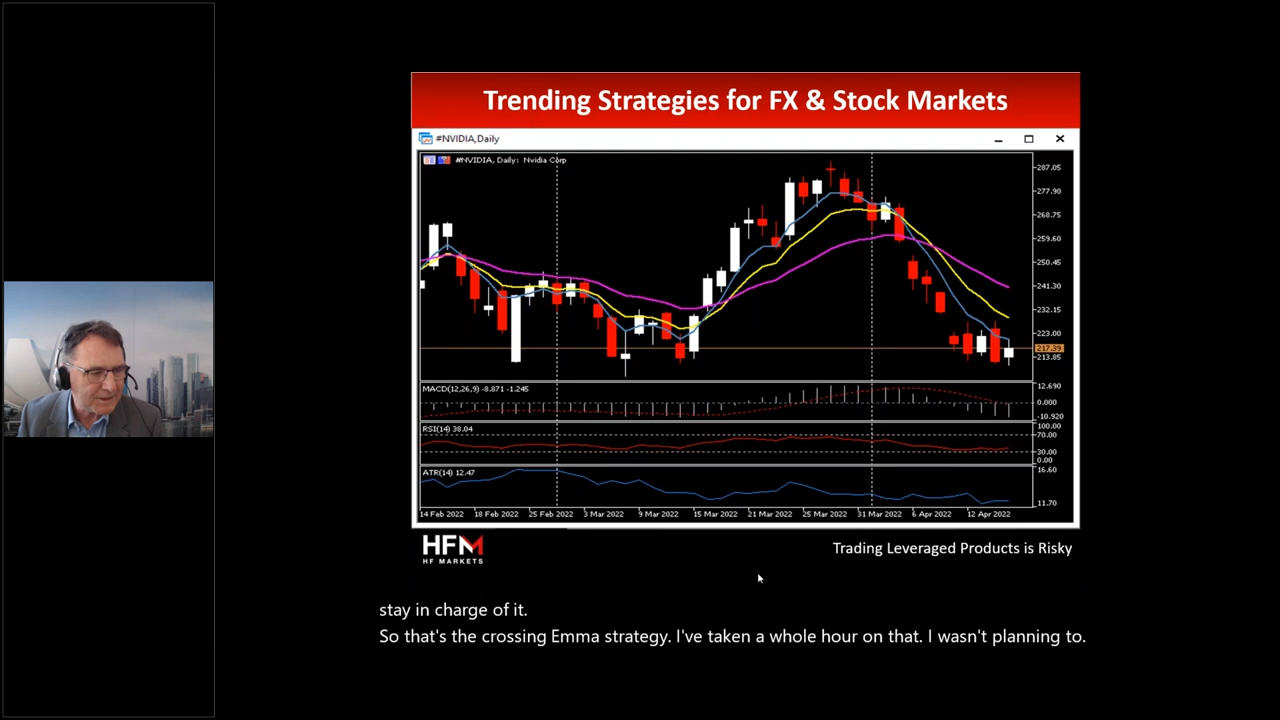 Trending Strategies for FX & Stock Markets
#NVIDIA,Daily
#NVIDIA, Daily: Nvidia Corp
287.05
277.90
268.75
259.60
250.45
241.30
232.15
223.00
217.39
213.85
MACD(12,26,9) -8.871 -1.245
12.690
0.000
-10.920
RSI(14) 38.04
100.00
70.00
30.00
0.00
ATR(14) 12.47
16.60
11.70
14 Feb 2022 18 Feb 2022 25 Feb 2022 3 Mar 2022 9 Mar 2022 15 Mar 2022 21 Mar 2022 25 Mar 2022 31 Mar 2022 6 Apr 2022 12 Apr 2022
HFM
HF MARKETS
Trading Leveraged Products is Risky
stay in charge of it.
So that's the crossing Emma strategy. I've taken a whole hour on that. I wasn't planning to.